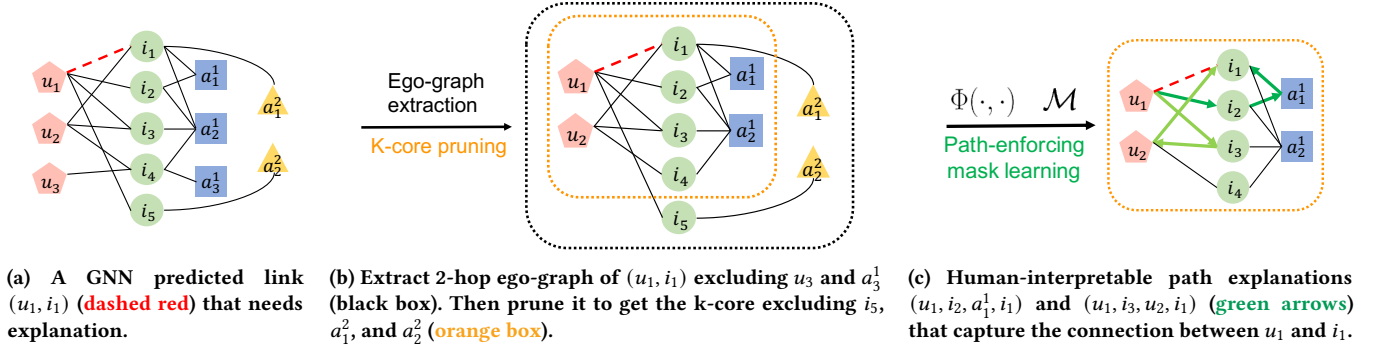 u₁
u₂
u₃
i₁
i₂
i₃
i₄
i₅
a₁¹
a₂¹
a₃¹
a₁²
a₂²
Ego-graph
extraction
K-core pruning
u₁
u₂
i₁
i₂
i₃
i₄
i₅
a₁¹
a₂¹
a₁²
a₂²
Φ(·,·) ℳ
Path-enforcing
mask learning
u₁
u₂
i₁
i₂
i₃
i₄
a₁¹
a₂¹
(a) A GNN predicted link
(u₁, i₁) (dashed red) that needs
explanation.
(b) Extract 2-hop ego-graph of (u₁, i₁) excluding u₃ and a₃¹
(black box). Then prune it to get the k-core excluding i₅,
a₁², and a₂² (orange box).
(c) Human-interpretable path explanations
(u₁, i₂, a₁¹, i₁) and (u₁, i₃, u₂, i₁) (green arrows)
that capture the connection between u₁ and i₁.